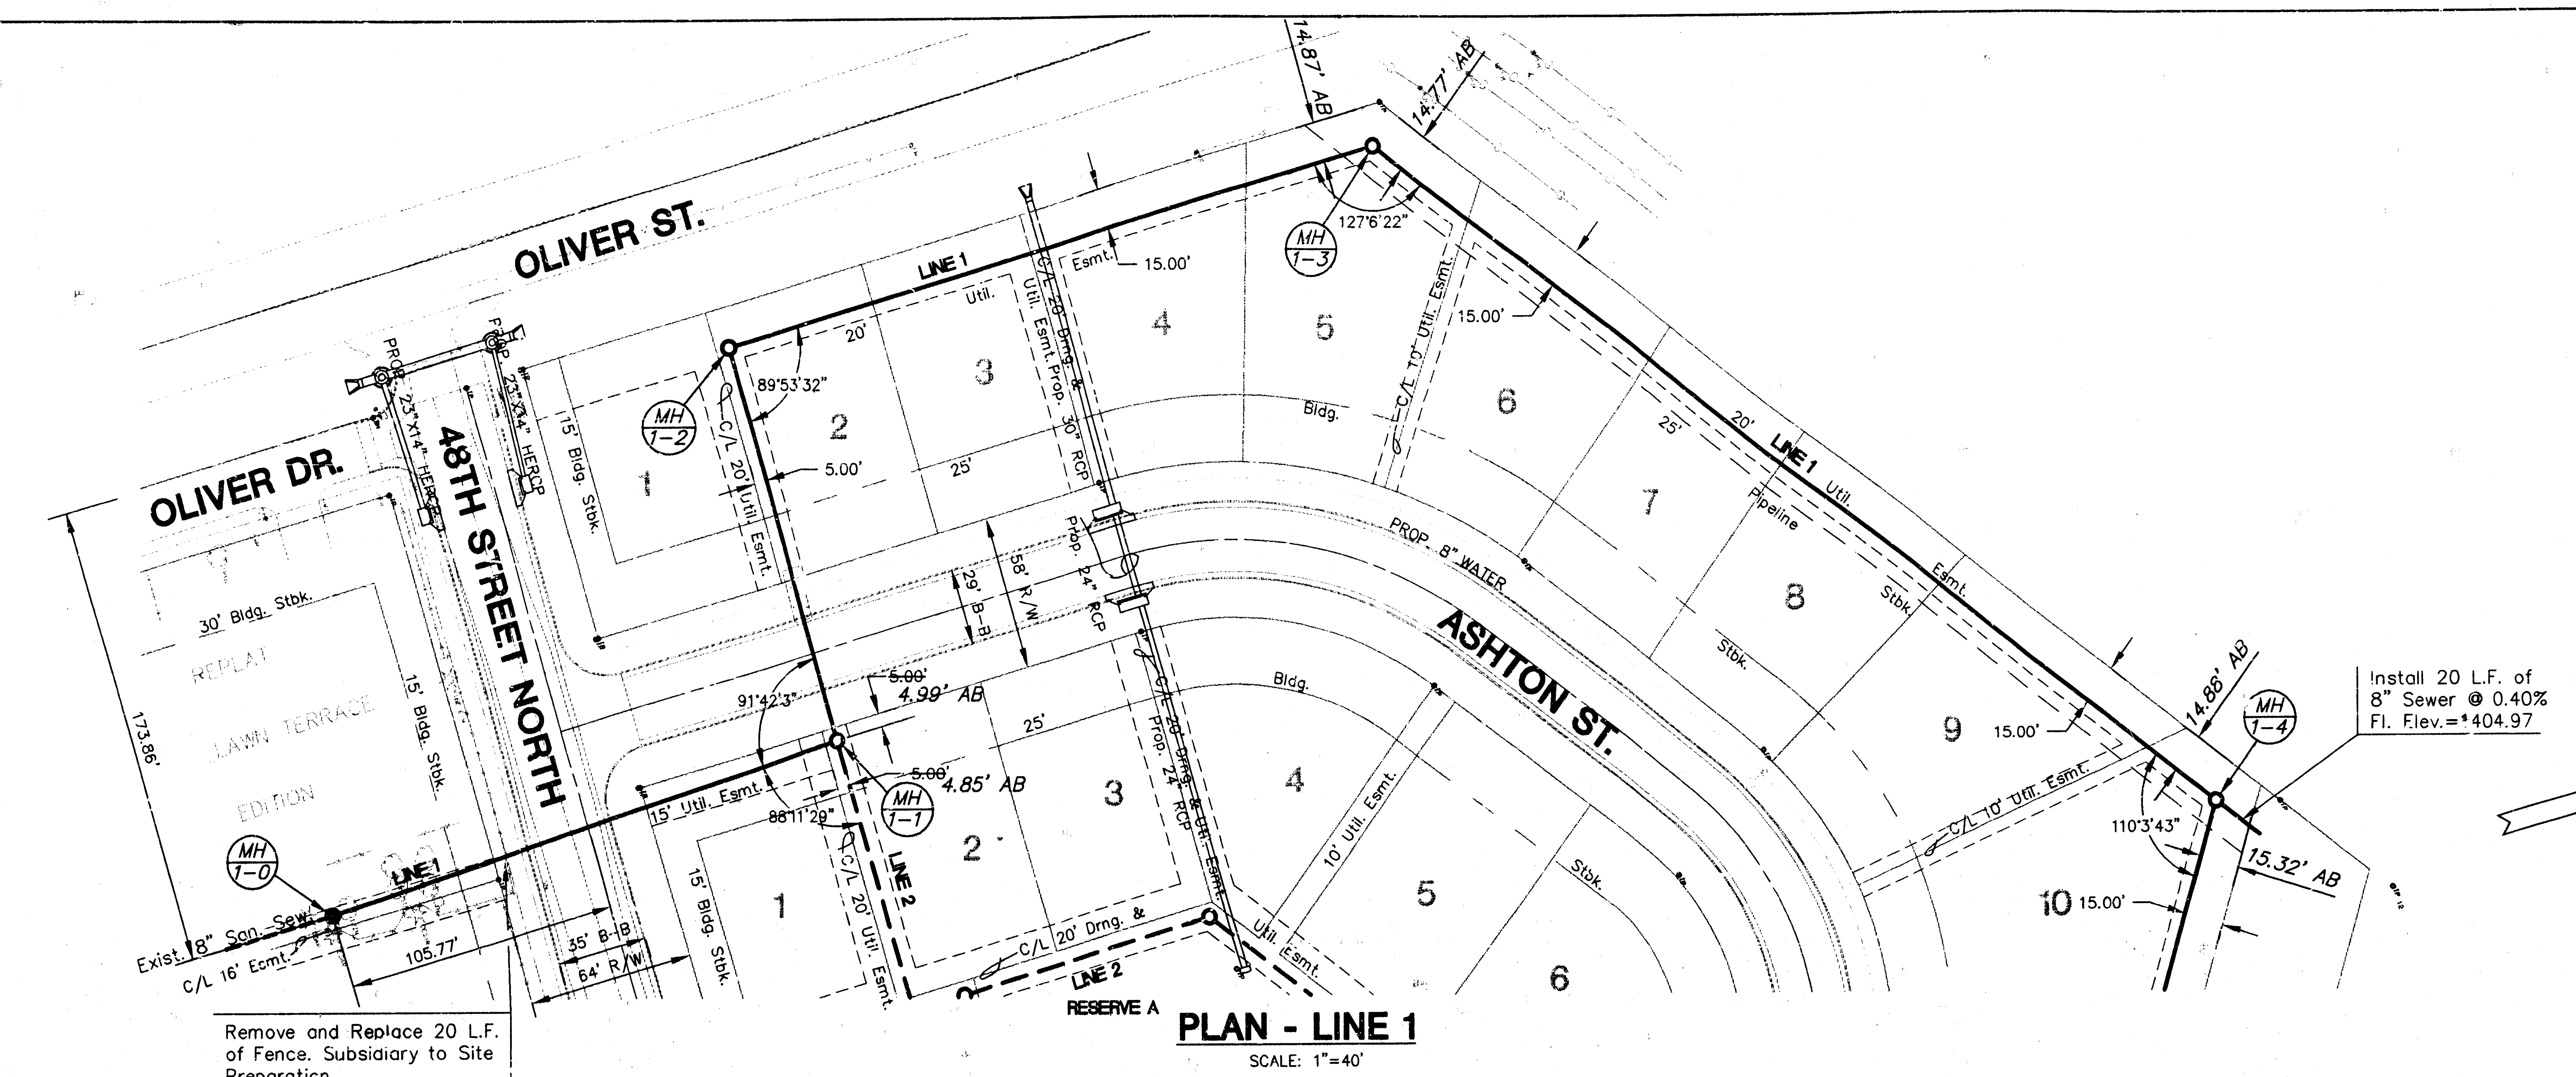 14.87' AB
14.77' AB
OLIVER ST.
LINE 1
Esmt.
15.00'
MH
1-3
127°6'22"
Util.
20'
C/L 20' Drng. &
Util. Esmt.
Prop. 30" RCP
C/L 10' Util. Esmt.
15.00'
PROP. 23"X14" HERCP
PROP. 23"X14" HERCP
MH
1-2
89°53'32"
1
2
3
4
5
6
7
8
9
10
15' Bldg. Stbk.
C/L 20' Util. Esmt.
5.00'
25'
Bldg.
25'
20'
LINE 1
Util.
Pipeline
Esmt.
Stbk.
Stbk.
OLIVER DR.
48TH STREET NORTH
30' Bldg. Stbk.
REPLAT
LAWN TERRACE
EDITION
15' Bldg. Stbk.
173.86'
29' B-B
58' R/W
Prop. 24" RCP
PROP. 8" WATER
ASHTON ST.
91°42'3"
5.00'
4.99' AB
5.00'
4.85' AB
MH
1-1
88°11'29"
15' Util. Esmt.
25'
Bldg.
C/L 20' Drng. & Util. Esmt.
Prop. 24" RCP
10' Util. Esmt.
Stbk.
1
2
3
4
5
6
15.00'
14.88' AB
MH
1-4
Install 20 L.F. of
8" Sewer @ 0.40%
Fl. Elev.=*404.97
C/L 10' Util. Esmt.
110°3'43"
15.32' AB
15.00'
MH
1-0
LINE 1
Exist. 8" San. Sew.
C/L 16' Esmt.
105.77'
35' B-B
64' R/W
15' Bldg. Stbk.
C/L 20' Util. Esmt.
LINE 2
C/L 20' Drng. &
Util. Esmt.
LINE 2
RESERVE A
PLAN - LINE 1
SCALE: 1"=40'
Remove and Replace 20 L.F.
of Fence. Subsidiary to Site
Preparation